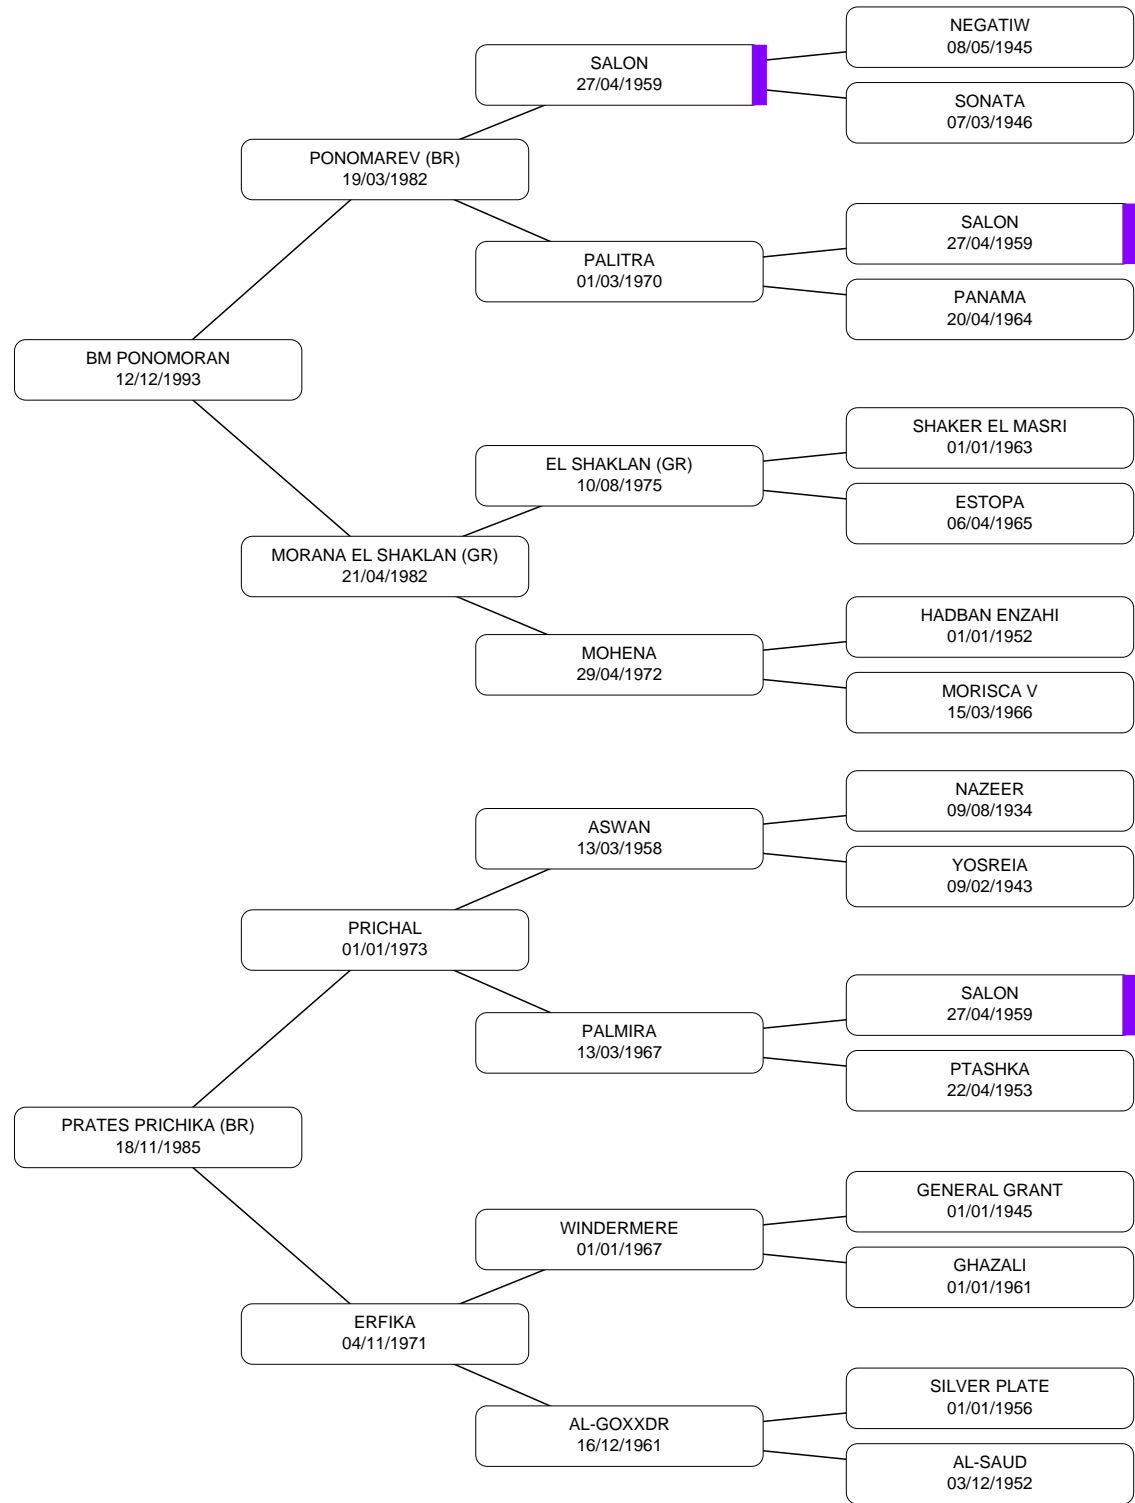 NEGATIW
08/05/1945
SALON
27/04/1959
SONATA
07/03/1946
PONOMAREV (BR)
19/03/1982
SALON
27/04/1959
PALITRA
01/03/1970
PANAMA
20/04/1964
BM PONOMORAN
12/12/1993
SHAKER EL MASRI
01/01/1963
EL SHAKLAN (GR)
10/08/1975
ESTOPA
06/04/1965
MORANA EL SHAKLAN (GR)
21/04/1982
HADBAN ENZAHI
01/01/1952
MOHENA
29/04/1972
MORISCA V
15/03/1966
NAZEER
09/08/1934
ASWAN
13/03/1958
YOSREIA
09/02/1943
PRICHAL
01/01/1973
SALON
27/04/1959
PALMIRA
13/03/1967
PTASHKA
22/04/1953
PRATES PRICHIKA (BR)
18/11/1985
GENERAL GRANT
01/01/1945
WINDERMERE
01/01/1967
GHAZALI
01/01/1961
ERFIKA
04/11/1971
SILVER PLATE
01/01/1956
AL-GOXXDR
16/12/1961
AL-SAUD
03/12/1952